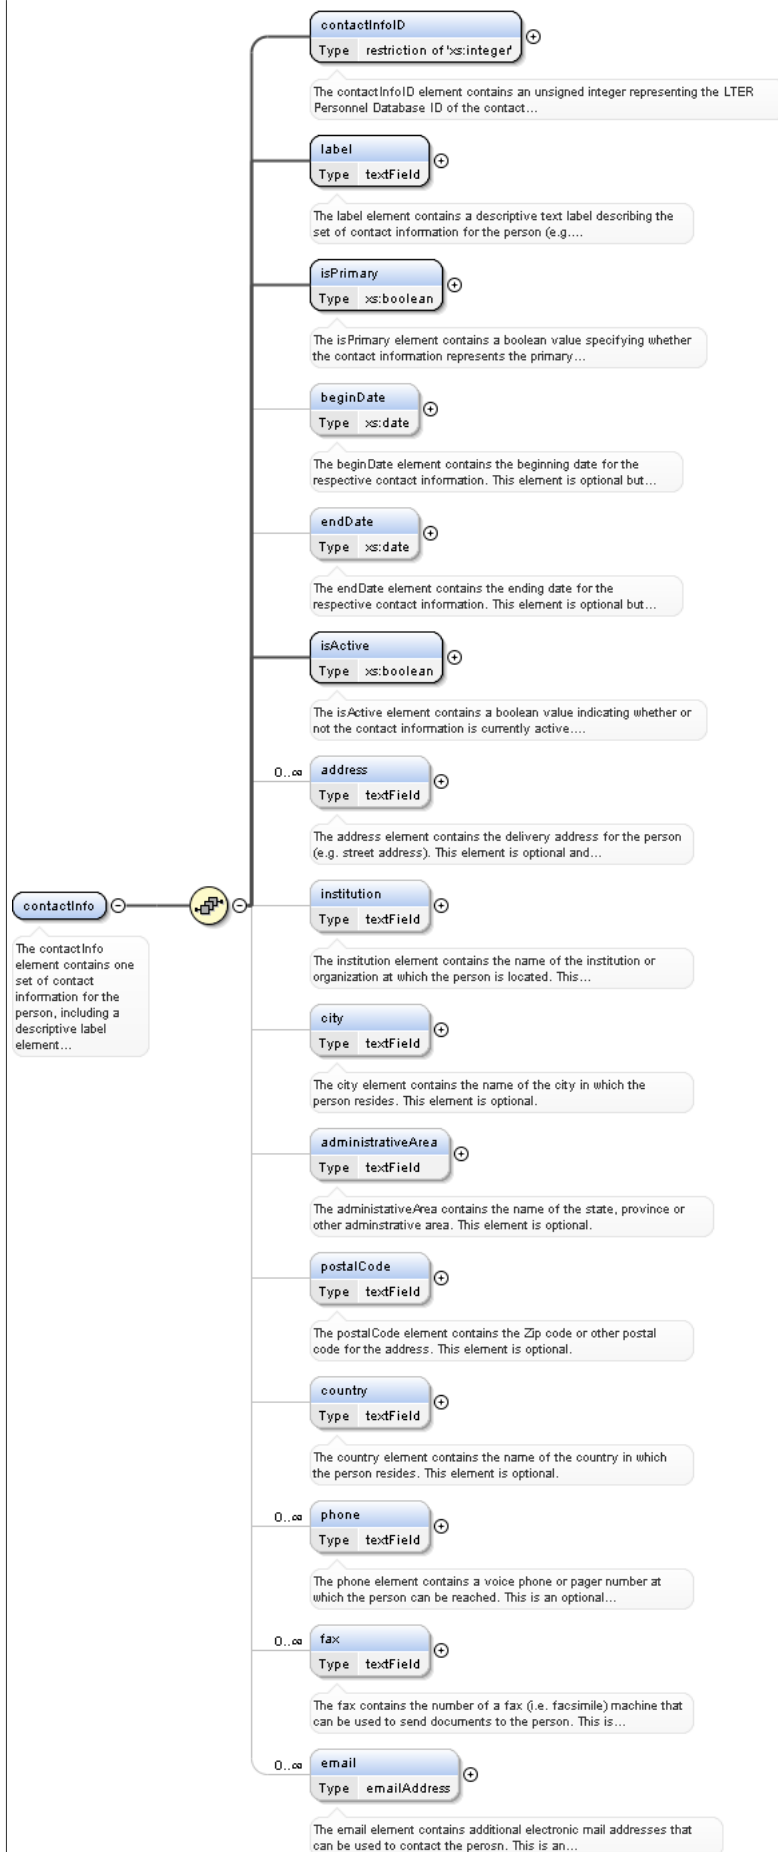 contactInfoID
Type restriction of 'xs:integer'
The contactInfoID element contains an unsigned integer representing the LTER
Personnel Database ID of the contact...
label
Type textField
The label element contains a descriptive text label describing the
set of contact information for the person (e.g....
isPrimary
Type xs:boolean
The isPrimary element contains a boolean value specifying whether
the contact information represents the primary...
beginDate
Type xs:date
The beginDate element contains the beginning date for the
respective contact information. This element is optional but...
endDate
Type xs:date
The endDate element contains the ending date for the
respective contact information. This element is optional but...
isActive
Type xs:boolean
The isActive element contains a boolean value indicating whether or
not the contact information is currently active....
0..∞ address
Type textField
The address element contains the delivery address for the person
(e.g. street address). This element is optional and...
contactInfo
The contactInfo
element contains one
set of contact
information for the
person, including a
descriptive label
element...
institution
Type textField
The institution element contains the name of the institution or
organization at which the person is located. This...
city
Type textField
The city element contains the name of the city in which the
person resides. This element is optional.
administrativeArea
Type textField
The administativeArea contains the name of the state, province or
other adminstrative area. This element is optional.
postalCode
Type textField
The postalCode element contains the Zip code or other postal
code for the address. This element is optional.
country
Type textField
The country element contains the name of the country in which
the person resides. This element is optional.
0..∞ phone
Type textField
The phone element contains a voice phone or pager number at
which the person can be reached. This is an optional...
0..∞ fax
Type textField
The fax contains the number of a fax (i.e. facsimile) machine that
can be used to send documents to the person. This is...
0..∞ email
Type emailAddress
The email element contains additional electronic mail addresses that
can be used to contact the perosn. This is an...